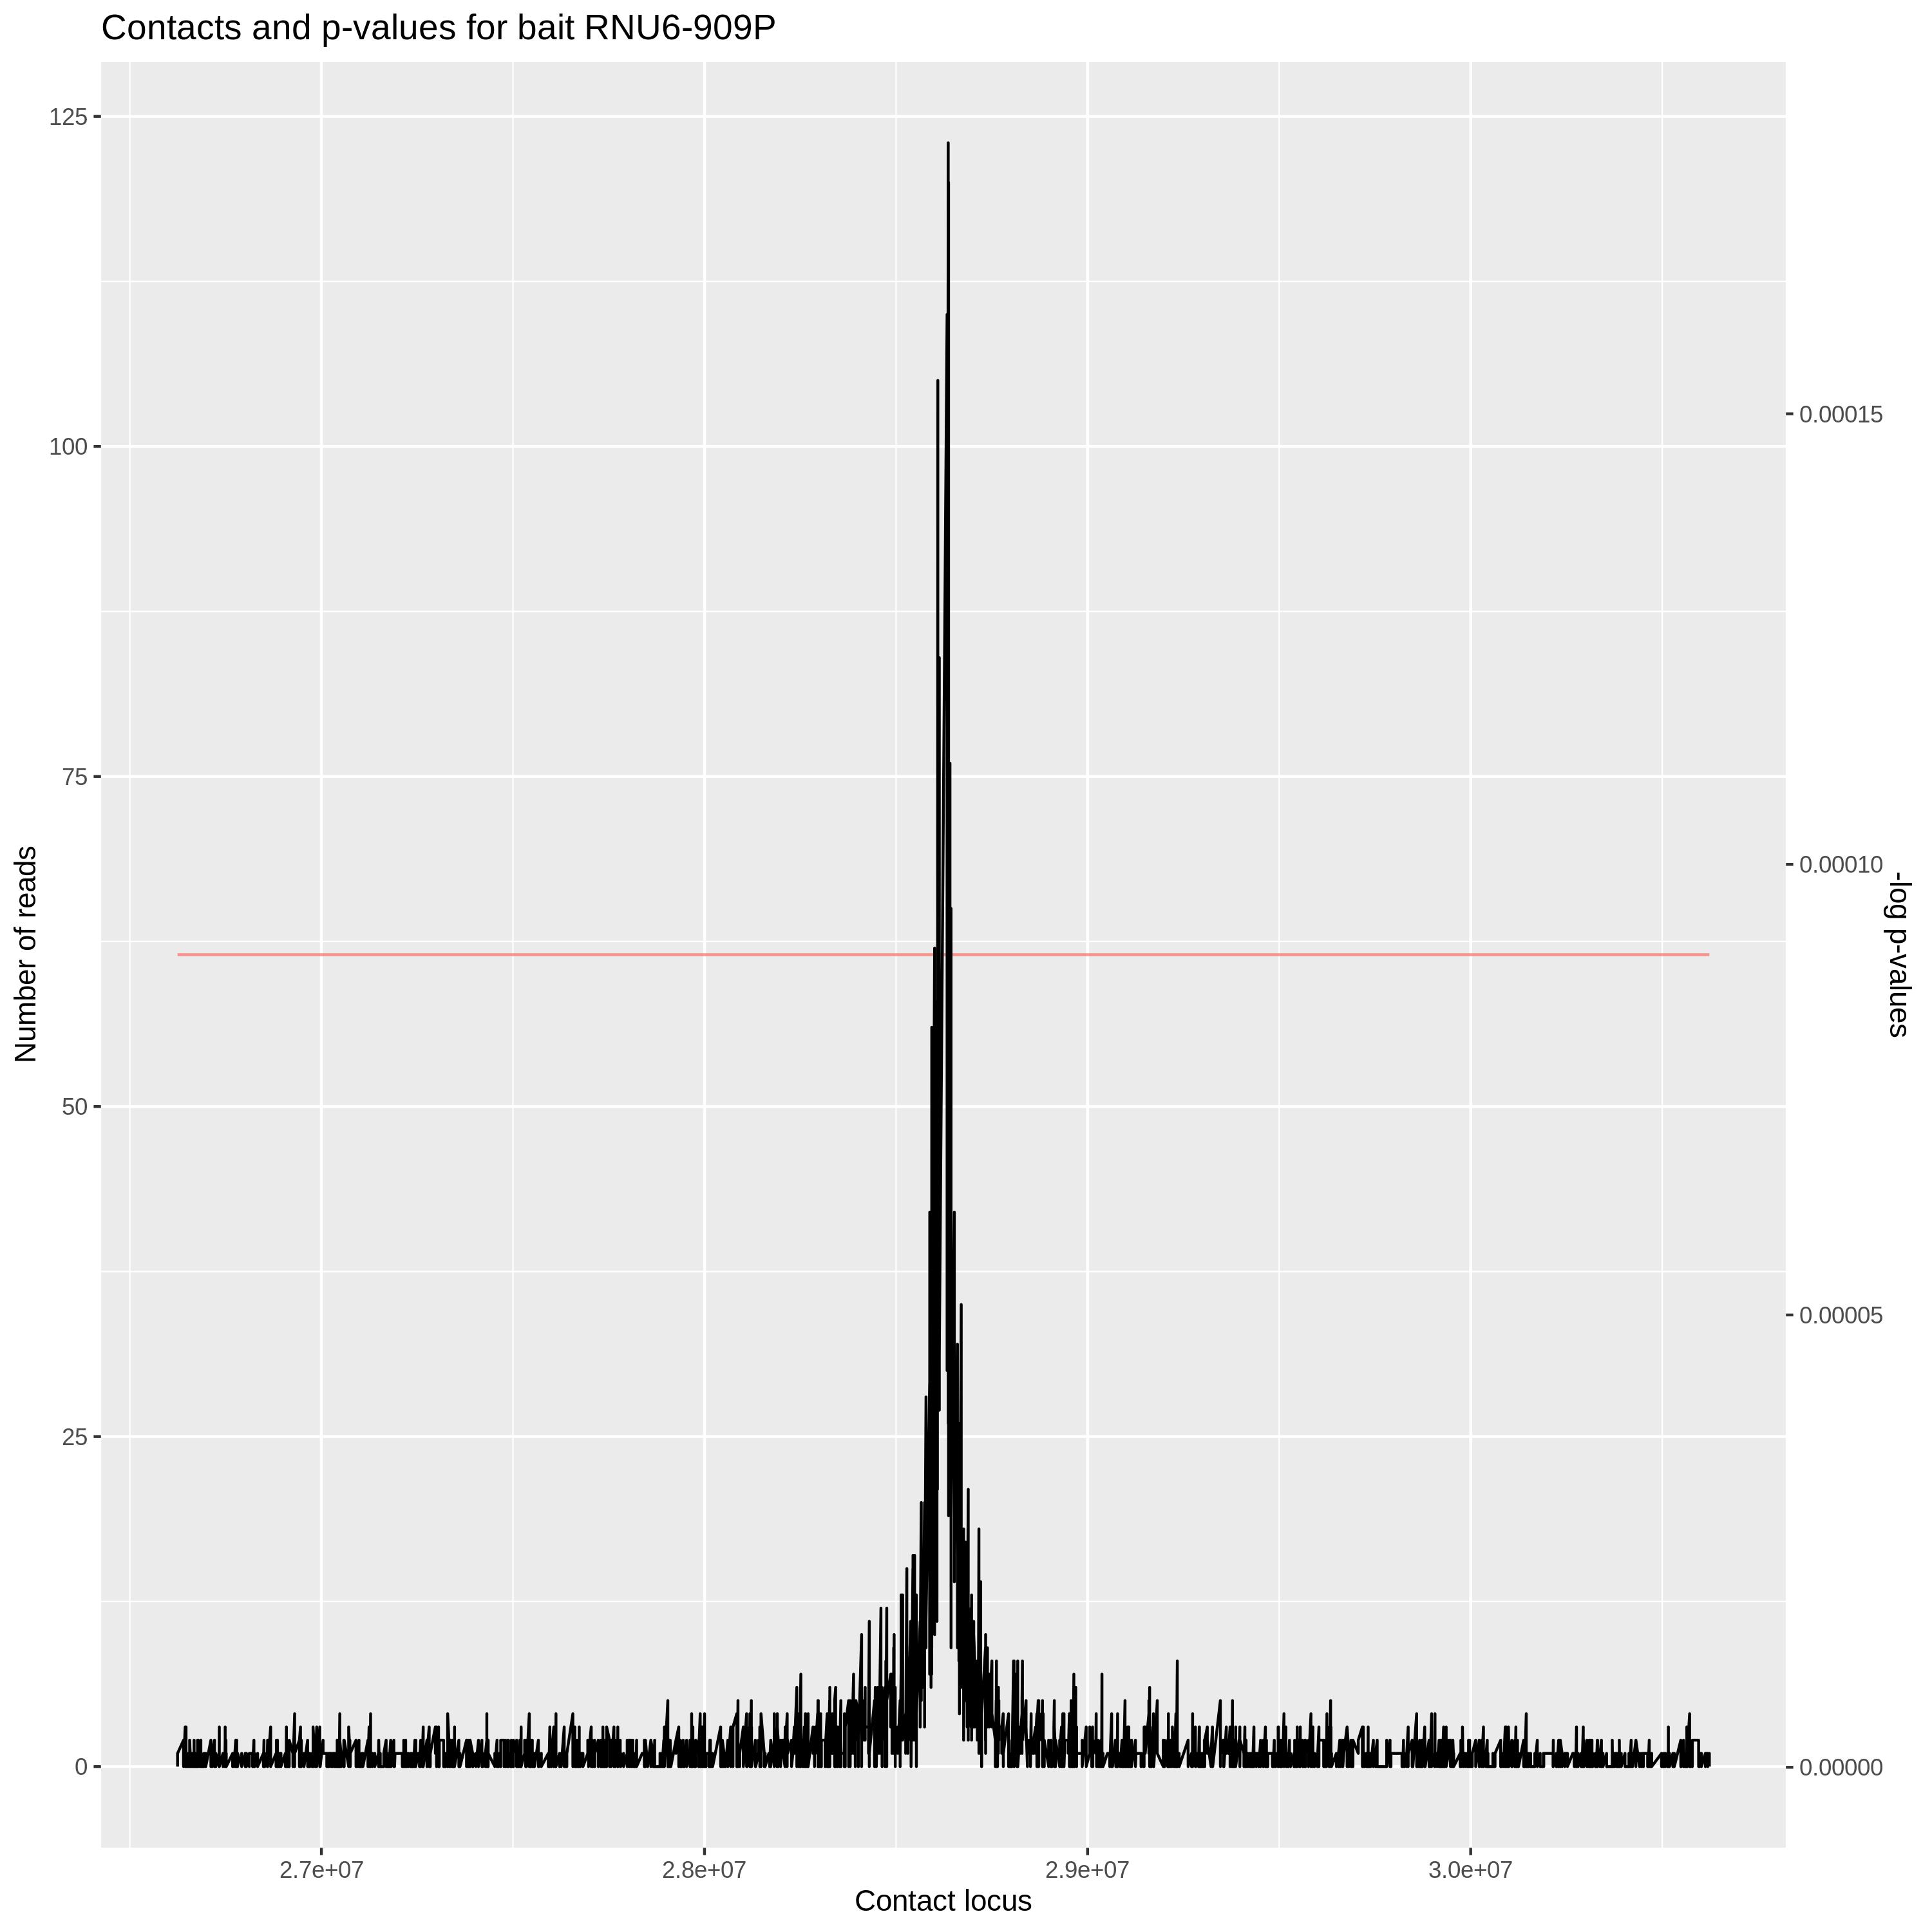 Contacts and p-values for bait RNU6-909P
125
100
75
50
25
0
Number of reads
0.00015
0.00010
0.00005
0.00000
-log p-values
2.7e+07
2.8e+07
2.9e+07
3.0e+07
Contact locus